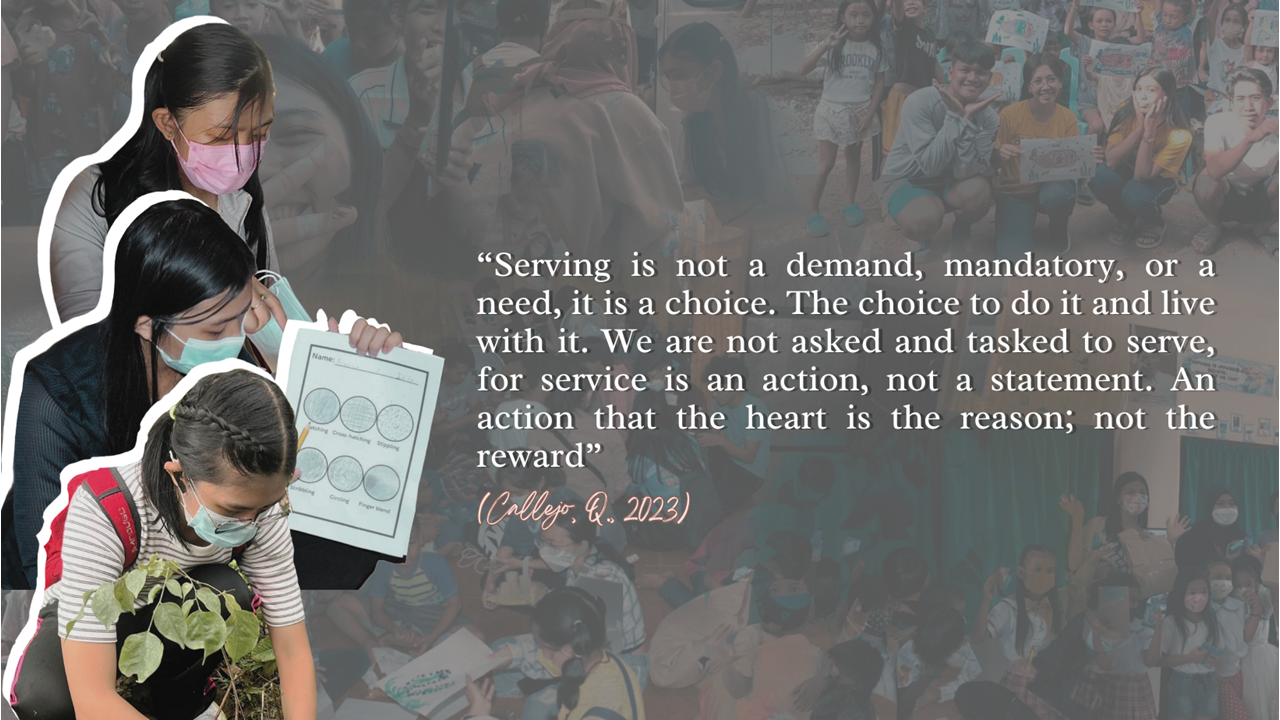 “Serving is not a demand, mandatory, or a
need, it is a choice. The choice to do it and live
with it. We are not asked and tasked to serve,
for service is an action, not a statement. An
action that the heart is the reason; not the
reward”
(Callejo, Q., 2023)
Name:
Cross-hatching Stippling
Circling Finger blend